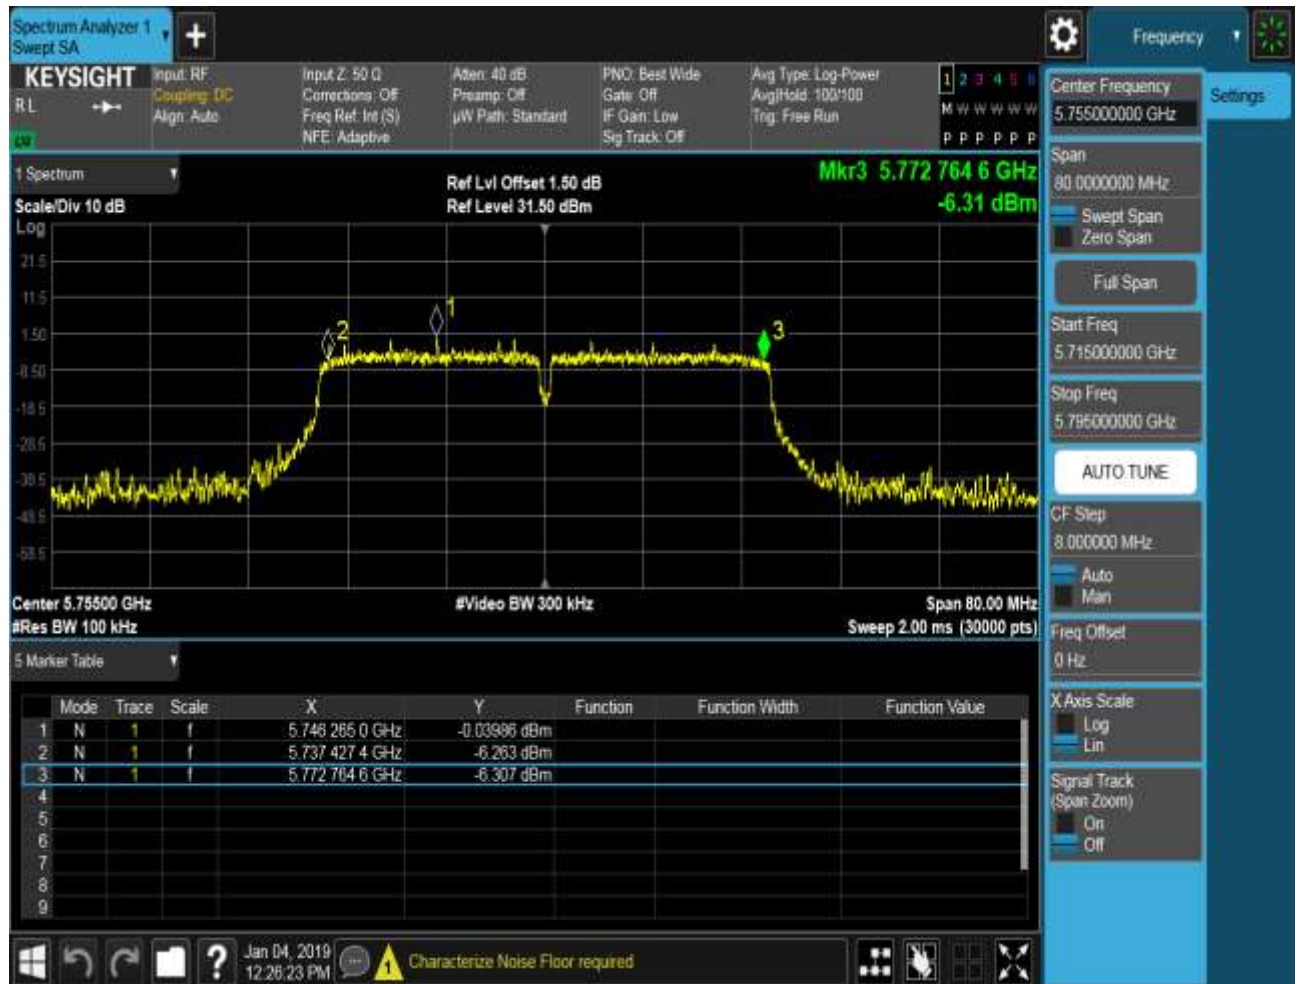 Spectrum Analyzer 1
Swept SA
+
Frequency
KEYSIGHT
R L
Input: RF
Coupling: DC
Align: Auto
Input Z: 50 Ω
Corrections: Off
Freq Ref: Int (S)
NFE: Adaptive
Atten: 40 dB
Preamp: Off
µW Path: Standard
PNO: Best Wide
Gate: Off
IF Gain: Low
Sig Track: Off
Avg Type: Log-Power
Avg|Hold: 100/100
Trig: Free Run
1 2 3 4 5 6
M W W W W W
P P P P P P
1 Spectrum
Scale/Div 10 dB
Log
Ref Lvl Offset 1.50 dB
Ref Level 31.50 dBm
Mkr3 5.772 764 6 GHz
-6.31 dBm
21.5
11.5
1.50
-8.50
-18.5
-28.5
-38.5
-48.5
-58.5
1
2
3
Center 5.75500 GHz
#Res BW 100 kHz
#Video BW 300 kHz
Span 80.00 MHz
Sweep 2.00 ms (30000 pts)
5 Marker Table
Mode Trace Scale X Y Function Function Width Function Value
1 N 1 f 5.746 265 0 GHz -0.03986 dBm
2 N 1 f 5.737 427 4 GHz -6.263 dBm
3 N 1 f 5.772 764 6 GHz -6.307 dBm
4
5
6
7
8
9
Settings
Center Frequency
5.755000000 GHz
Span
80.0000000 MHz
Swept Span
Zero Span
Full Span
Start Freq
5.715000000 GHz
Stop Freq
5.795000000 GHz
AUTO TUNE
CF Step
8.000000 MHz
Auto
Man
Freq Offset
0 Hz
X Axis Scale
Log
Lin
Signal Track
(Span Zoom)
On
Off
?
Jan 04, 2019
12:26:23 PM
1
Characterize Noise Floor required